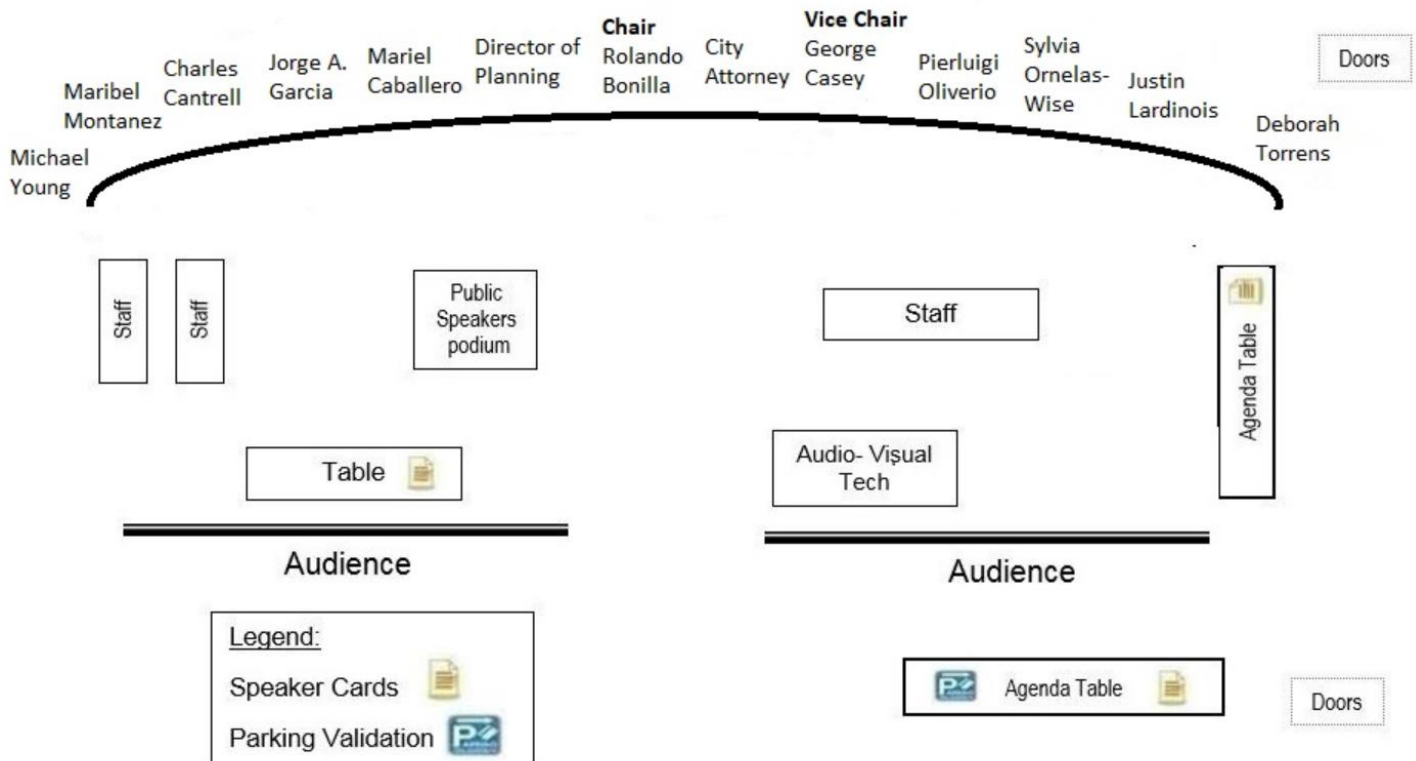 Michael
Young
Maribel
Montanez
Charles
Cantrell
Jorge A.
Garcia
Mariel
Caballero
Director of
Planning
Chair
Rolando
Bonilla
City
Attorney
Vice Chair
George
Casey
Pierluigi
Oliverio
Sylvia
Ornelas-
Wise
Justin
Lardinois
Deborah
Torrens
Doors
Staff
Staff
Public
Speakers
podium
Staff
Agenda Table
Table
Audio- Vişual
Tech
Audience
Audience
Legend:
Speaker Cards
Parking Validation
Agenda Table
Doors